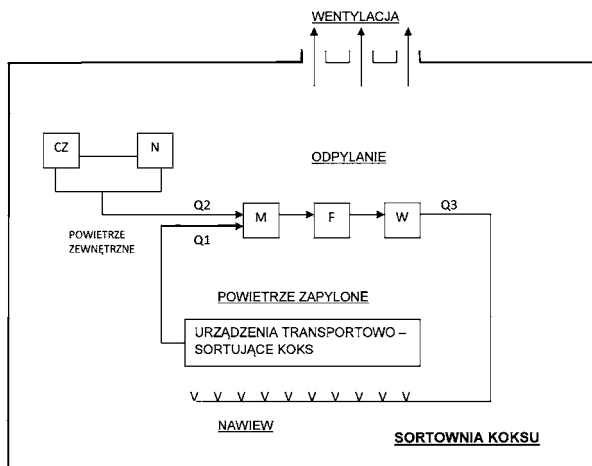 WENTYLACJA
CZ
N
ODPYLANIE
Q2
M
F
W
Q3
POWIETRZE
ZEWNĘTRZNE
Q1
POWIETRZE ZAPYLONE
URZĄDZENIA TRANSPORTOWO –
SORTUJĄCE KOKS
V V V V V V V V V V
NAWIEW
SORTOWNIA KOKSU